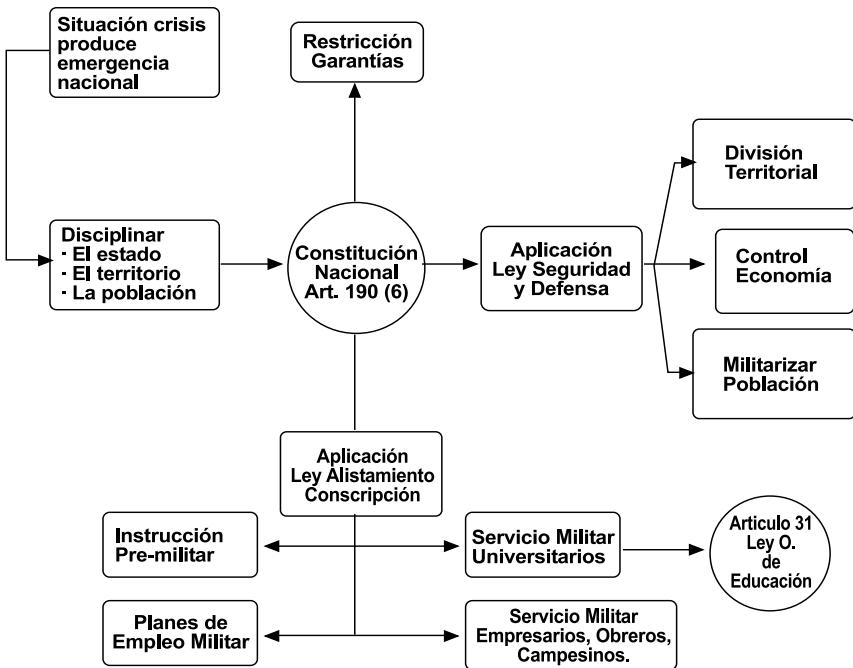 Situación crisis
produce
emergencia
nacional
Restricción
Garantías
División
Territorial
Disciplinar
- El estado
- El territorio
- La población
Constitución
Nacional
Art. 190 (6)
Aplicación
Ley Seguridad
y Defensa
Control
Economía
Militarizar
Población
Aplicación
Ley Alistamiento
Conscripción
Instrucción
Pre-militar
Servicio Militar
Universitarios
Articulo 31
Ley O.
de
Educación
Planes de
Empleo Militar
Servicio Militar
Empresarios, Obreros,
Campesinos.